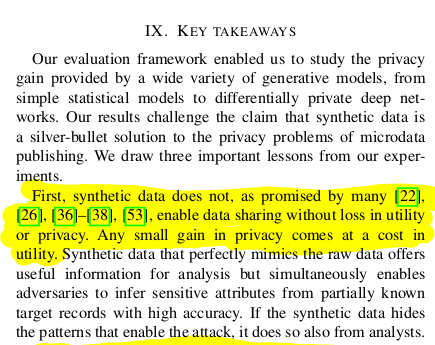 IX. KEY TAKEAWAYS
Our evaluation framework enabled us to study the privacy
gain provided by a wide variety of generative models, from
simple statistical models to differentially private deep net-
works. Our results challenge the claim that synthetic data is
a silver-bullet solution to the privacy problems of microdata
publishing. We draw three important lessons from our exper-
iments.
First, synthetic data does not, as promised by many [22],
[26], [36]–[38], [53], enable data sharing without loss in utility
or privacy. Any small gain in privacy comes at a cost in
utility. Synthetic data that perfectly mimics the raw data offers
useful information for analysis but simultaneously enables
adversaries to infer sensitive attributes from partially known
target records with high accuracy. If the synthetic data hides
the patterns that enable the attack, it does so also from analysts.